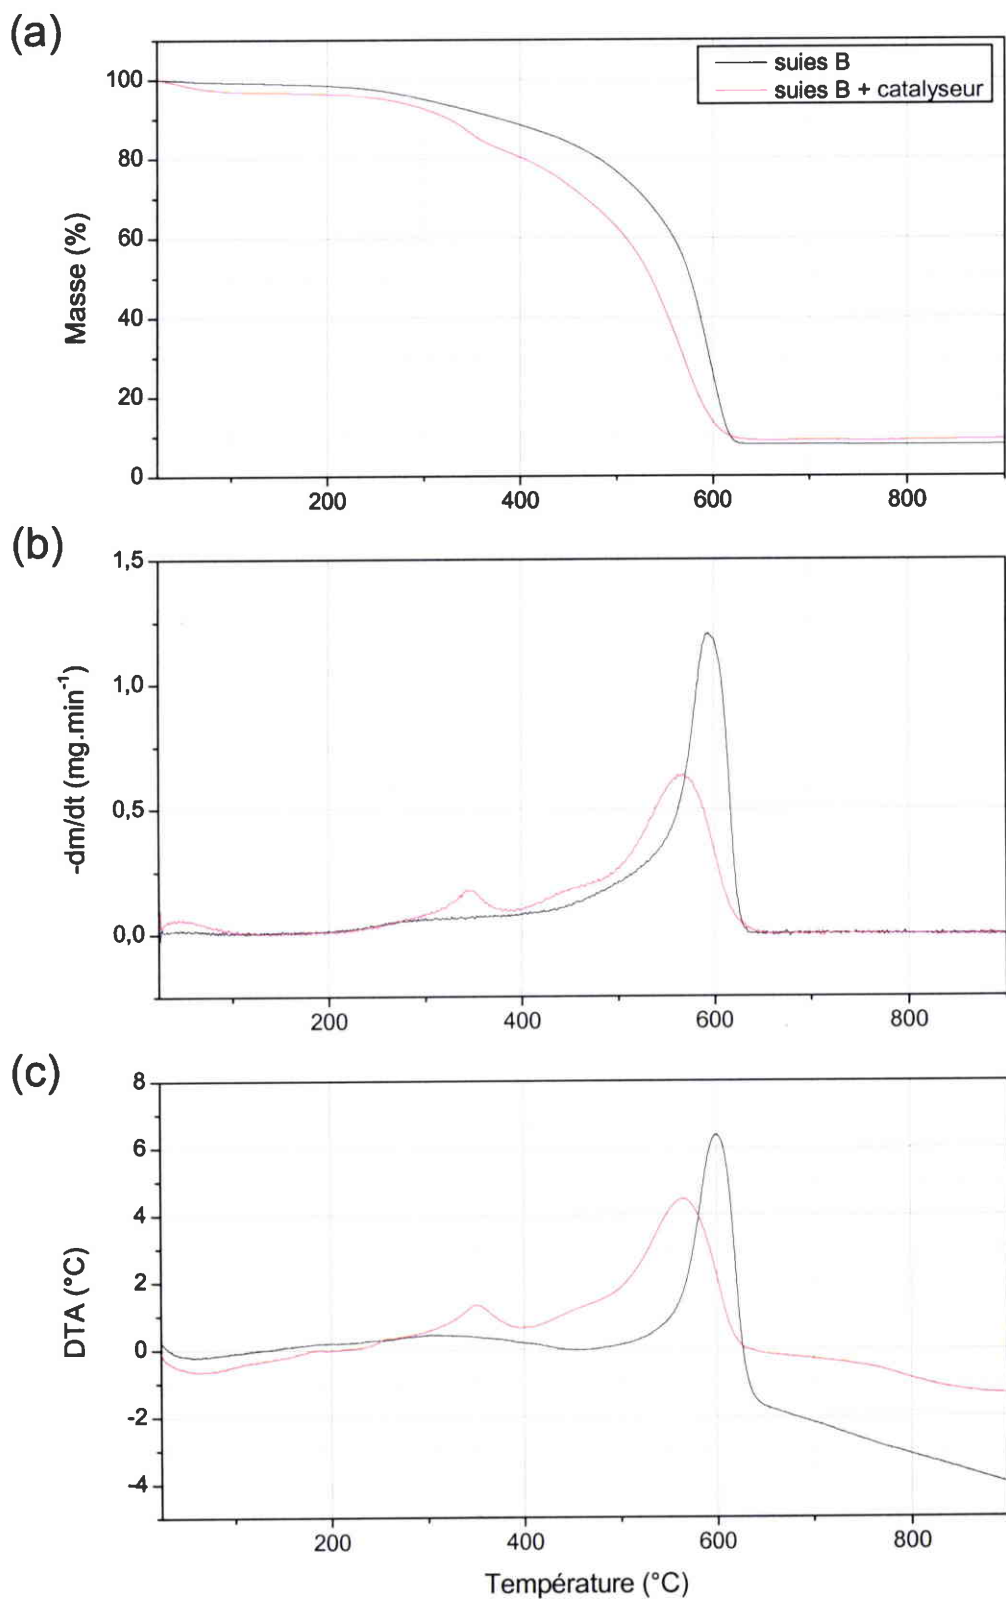 (a)
suies B
suies B + catalyseur
100
80
60
40
20
0
Masse (%)
200 400 600 800
(b)
1,5
1,0
0,5
0,0
-dm/dt (mg.min⁻¹)
200 400 600 800
(c)
8
6
4
2
0
-2
-4
DTA (°C)
200 400 600 800
Température (°C)